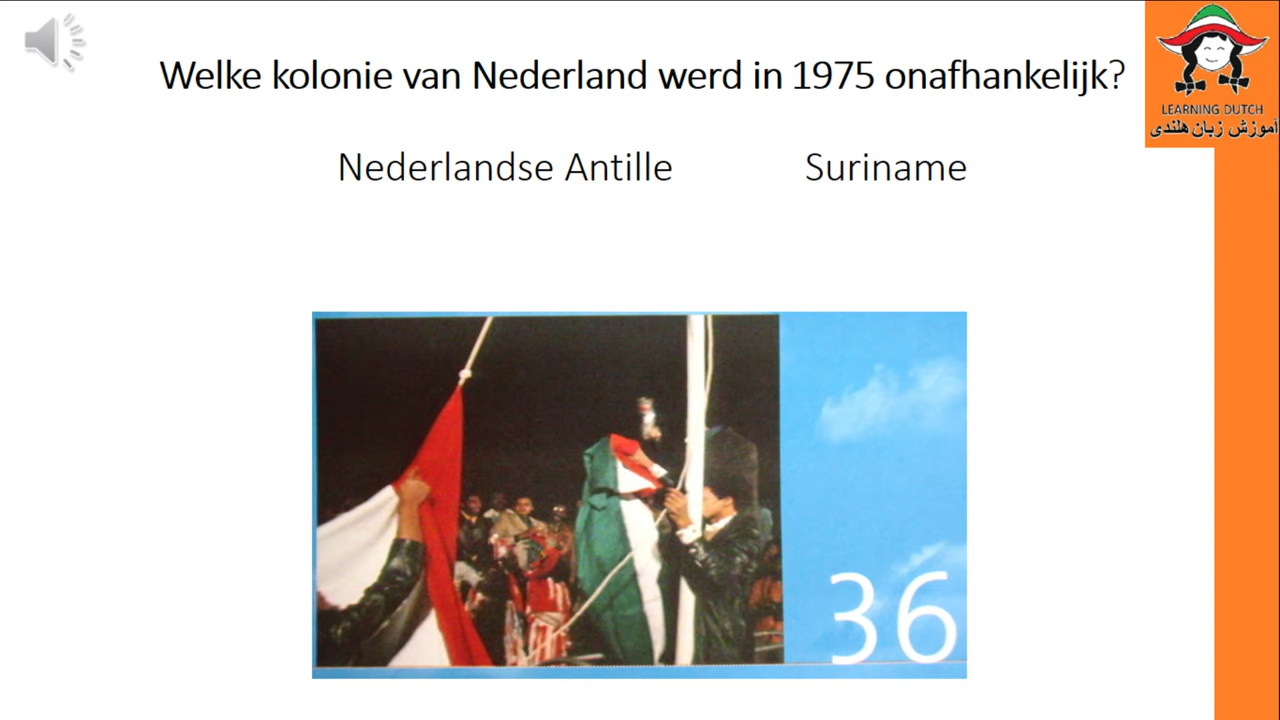 Welke kolonie van Nederland werd in 1975 onafhankelijk?
Nederlandse Antille Suriname
LEARNING DUTCH
آموزش زبان هلندی
36